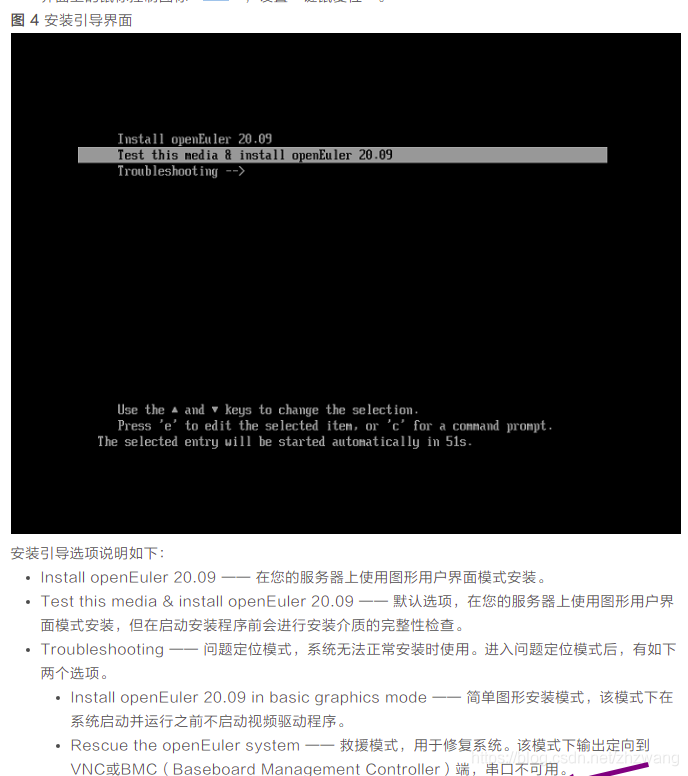 图 4 安装引导界面
Install openEuler 20.09
Test this media & install openEuler 20.09
Troubleshooting -->
Use the ▲ and ▼ keys to change the selection.
Press 'e' to edit the selected item, or 'c' for a command prompt.
The selected entry will be started automatically in 51s.
安装引导选项说明如下：
• Install openEuler 20.09 —— 在您的服务器上使用图形用户界面模式安装。
• Test this media & install openEuler 20.09 —— 默认选项，在您的服务器上使用图形用户界
面模式安装，但在启动安装程序前会进行安装介质的完整性检查。
• Troubleshooting —— 问题定位模式，系统无法正常安装时使用。进入问题定位模式后，有如下
两个选项。
• Install openEuler 20.09 in basic graphics mode —— 简单图形安装模式，该模式下在
系统启动并运行之前不启动视频驱动程序。
• Rescue the openEuler system —— 救援模式，用于修复系统。该模式下输出定向到
VNC或BMC（Baseboard Management Controller）端，串口不可用。
https://blog.csdn.net/zhzwang